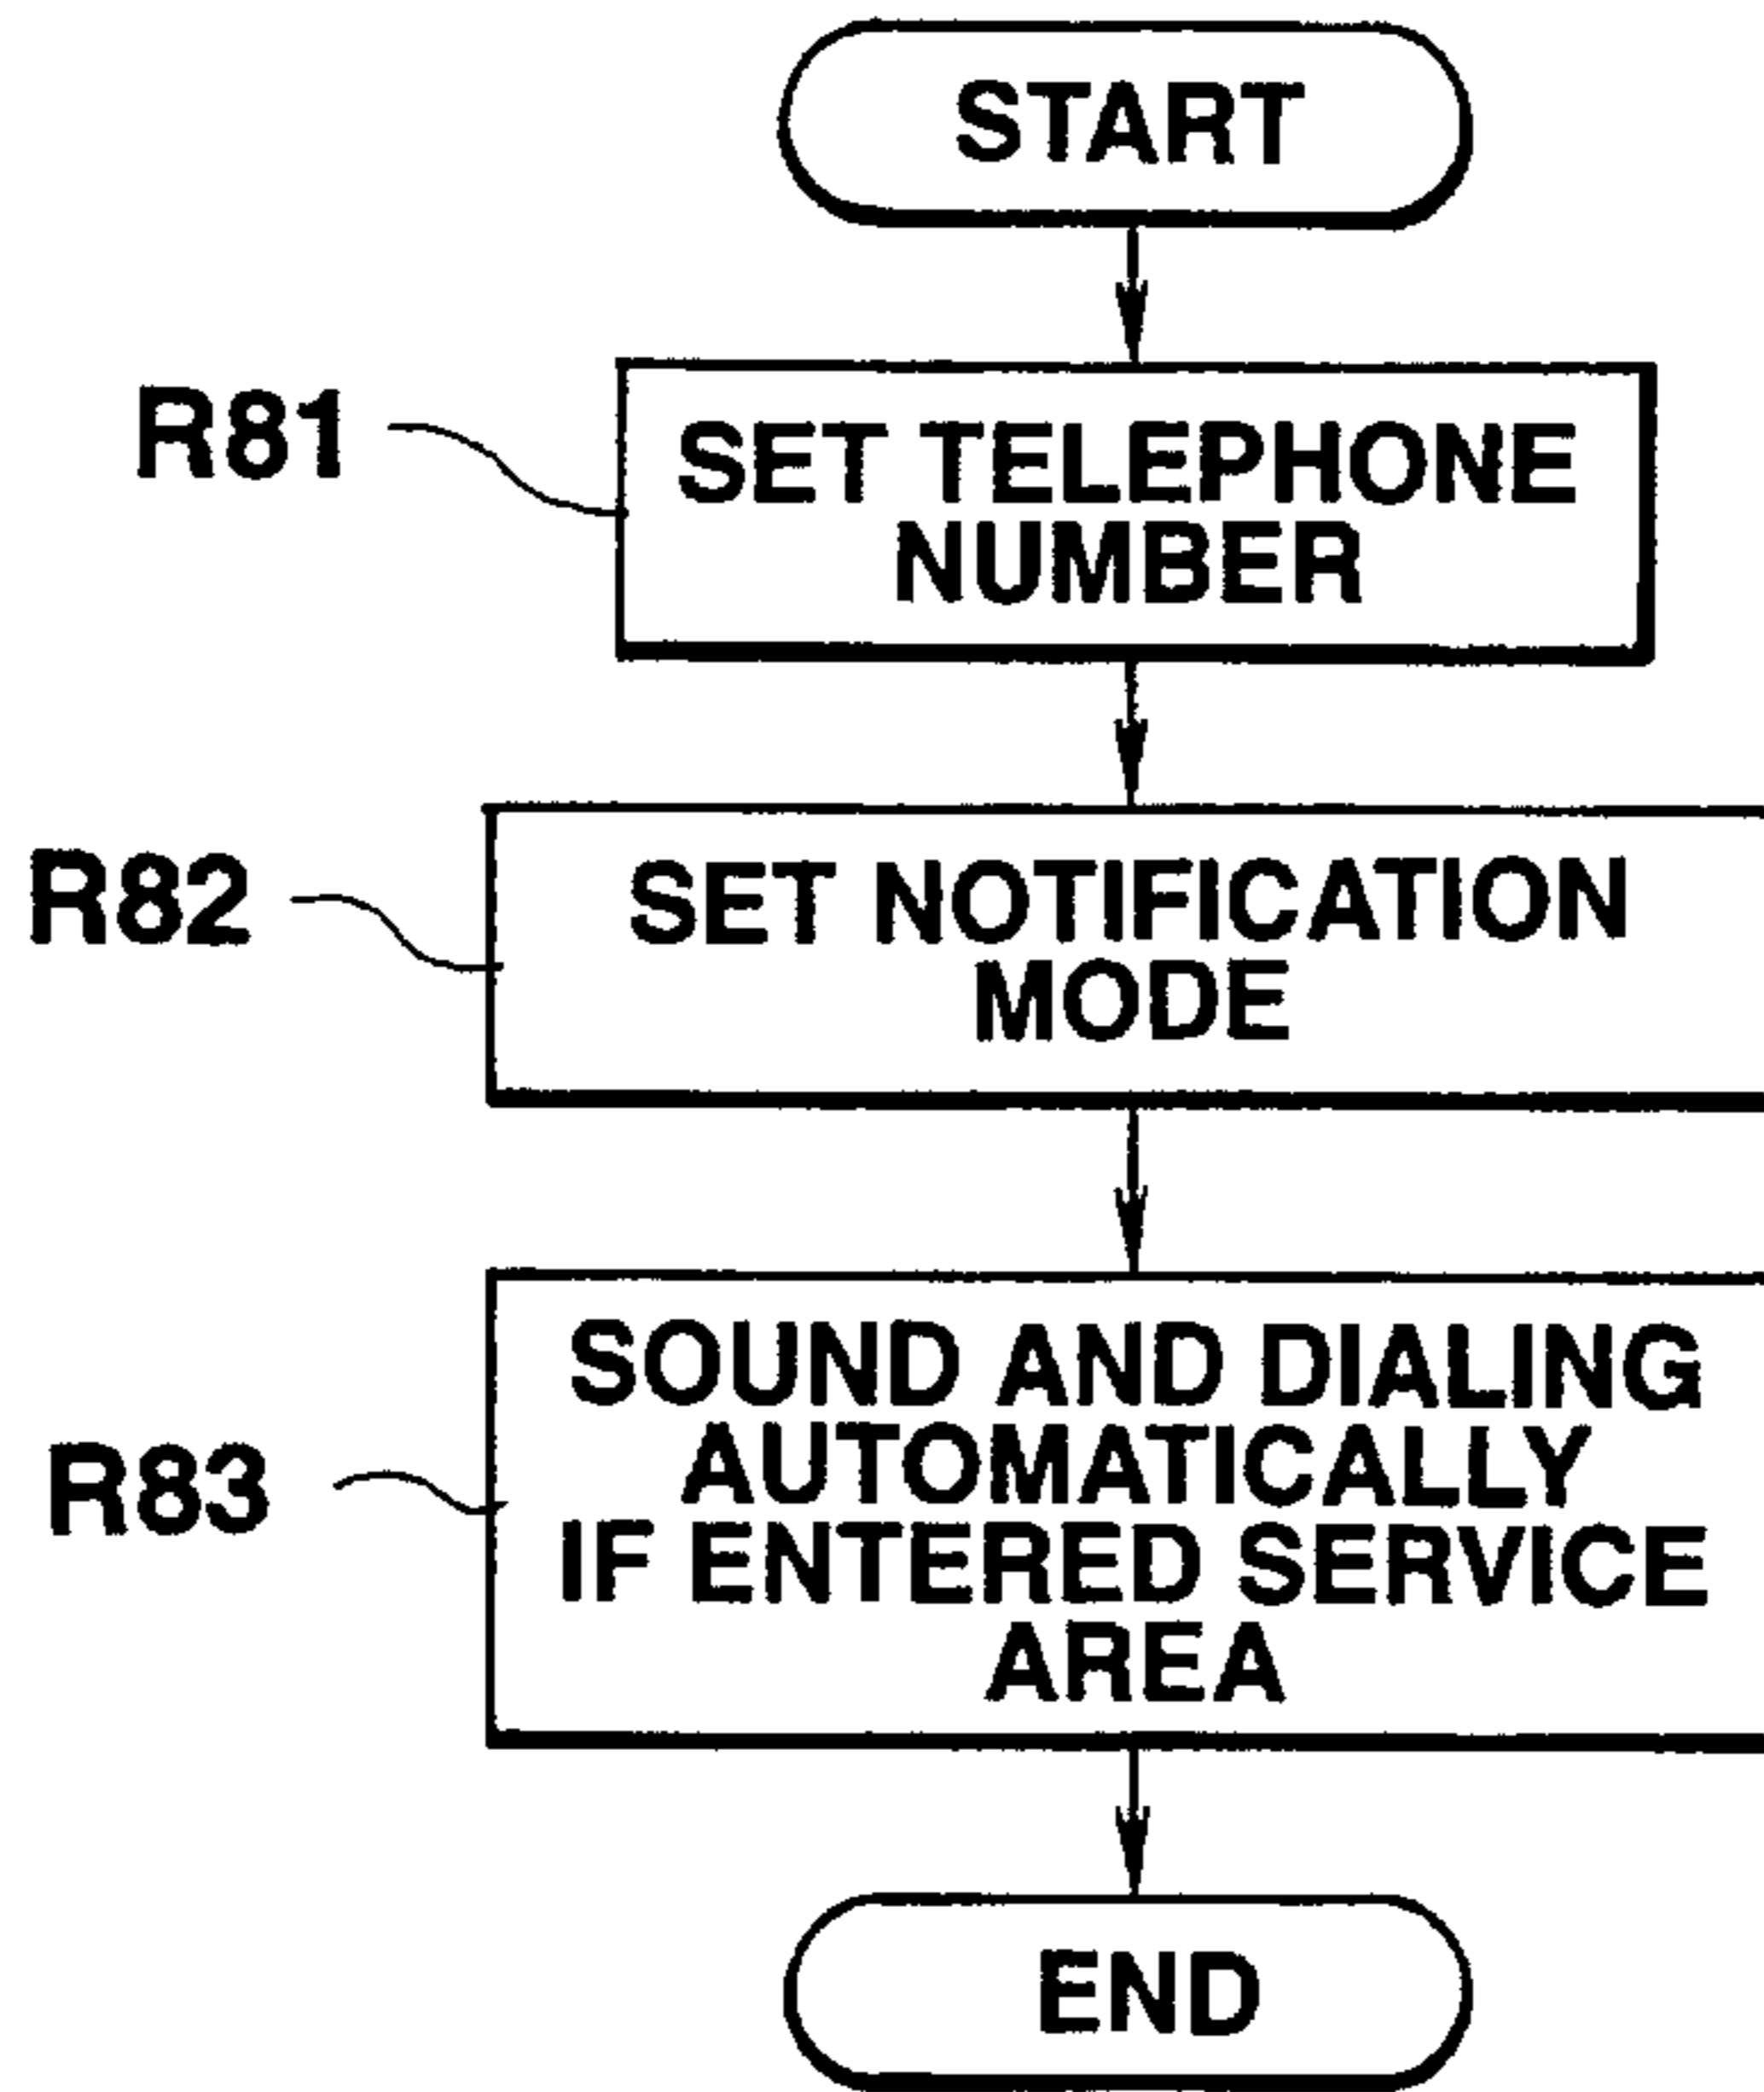 START
R81
SET TELEPHONE
NUMBER
R82
SET NOTIFICATION
MODE
SOUND AND DIALING
AUTOMATICALLY
R83
IF ENTERED SERVICE
AREA
END